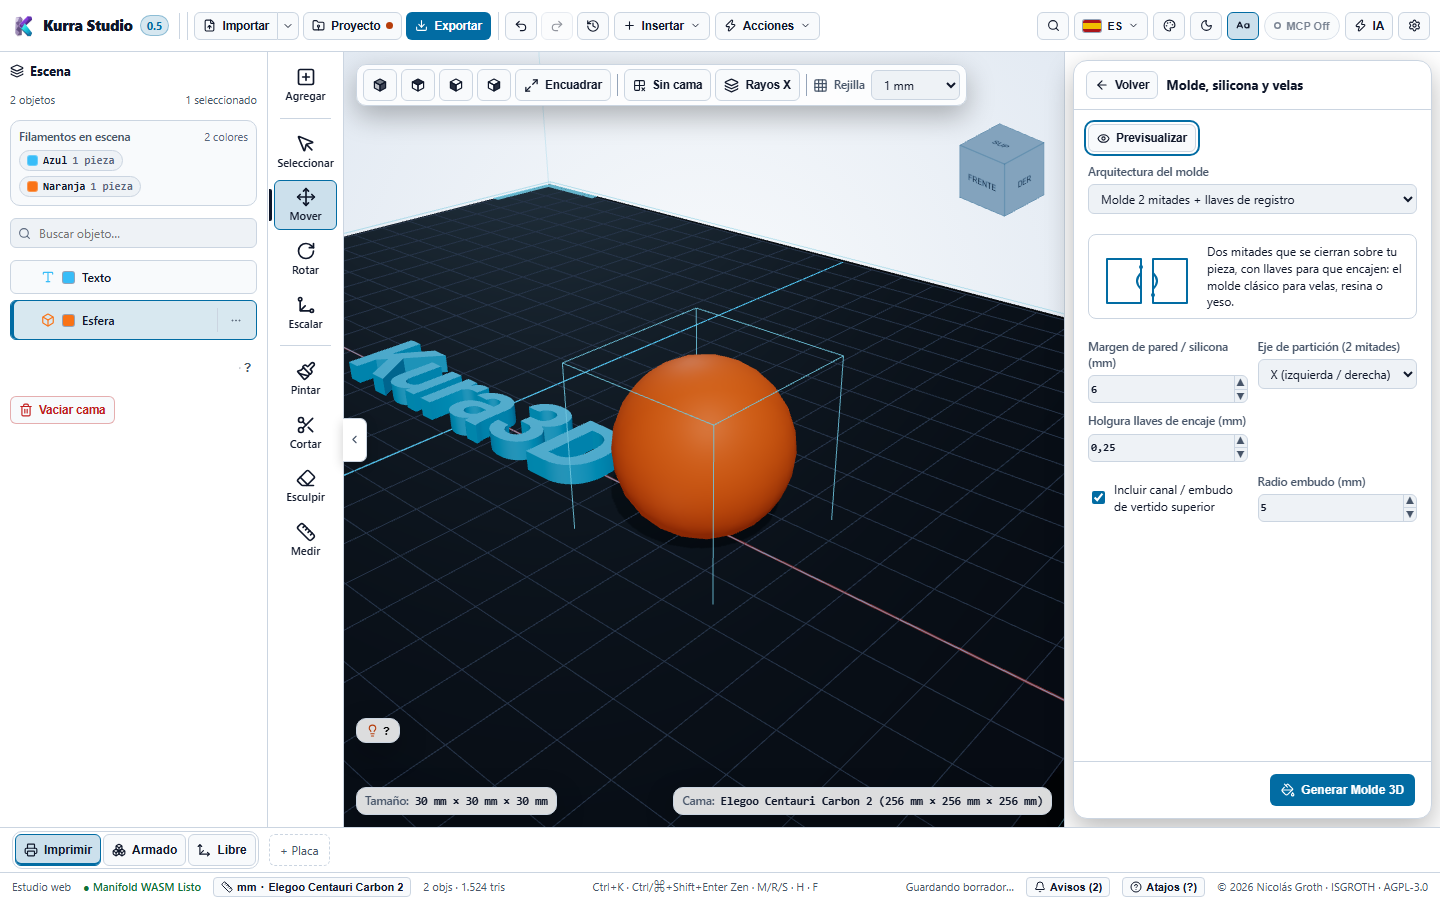 Kurra Studio 0.5
Importar
Proyecto
Exportar
Insertar
Acciones
ES
Aa
MCP Off
IA
Escena
2 objetos
1 seleccionado
Filamentos en escena
2 colores
Azul 1 pieza
Naranja 1 pieza
Buscar objeto...
Texto
Esfera
?
Vaciar cama
Agregar
Seleccionar
Mover
Rotar
Escalar
Pintar
Cortar
Esculpir
Medir
Encuadrar
Sin cama
Rayos X
Rejilla
1 mm
SUP
FRENTE
DER
Kurra3D
?
Tamaño: 30 mm × 30 mm × 30 mm
Cama: Elegoo Centauri Carbon 2 (256 mm × 256 mm × 256 mm)
Volver
Molde, silicona y velas
Previsualizar
Arquitectura del molde
Molde 2 mitades + llaves de registro
Dos mitades que se cierran sobre tu
pieza, con llaves para que encajen: el
molde clásico para velas, resina o
yeso.
Margen de pared / silicona
(mm)
6
Eje de partición (2 mitades)
X (izquierda / derecha)
Holgura llaves de encaje (mm)
0,25
Incluir canal / embudo
de vertido superior
Radio embudo (mm)
5
Generar Molde 3D
Imprimir
Armado
Libre
+ Placa
Estudio web
Manifold WASM Listo
mm · Elegoo Centauri Carbon 2
2 objs · 1.524 tris
Ctrl+K · Ctrl/⌘+Shift+Enter Zen · M/R/S · H · F
Guardando borrador...
Avisos (2)
Atajos (?)
© 2026 Nicolás Groth · ISGROTH · AGPL-3.0